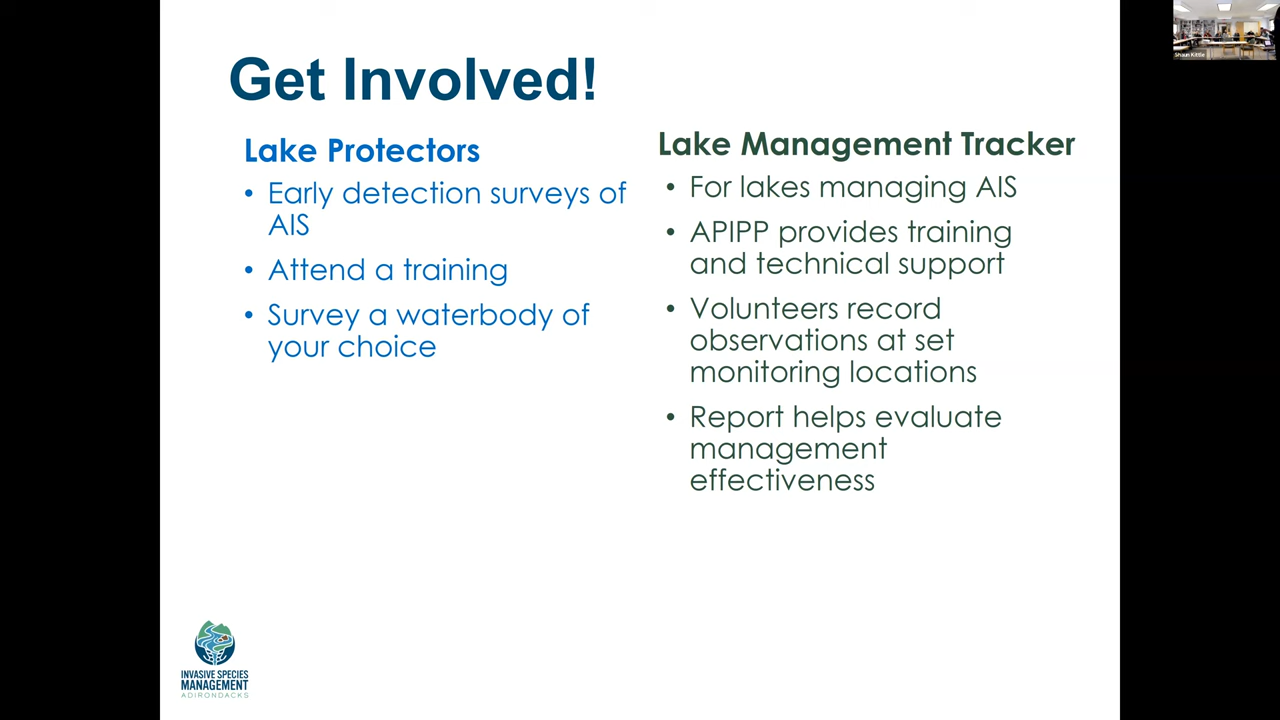 Get Involved!
Lake Protectors
• Early detection surveys of
AIS
• Attend a training
• Survey a waterbody of
your choice
Lake Management Tracker
• For lakes managing AIS
• APIPP provides training
and technical support
• Volunteers record
observations at set
monitoring locations
• Report helps evaluate
management
effectiveness
INVASIVE SPECIES
MANAGEMENT
ADIRONDACKS
Shaun Kittle